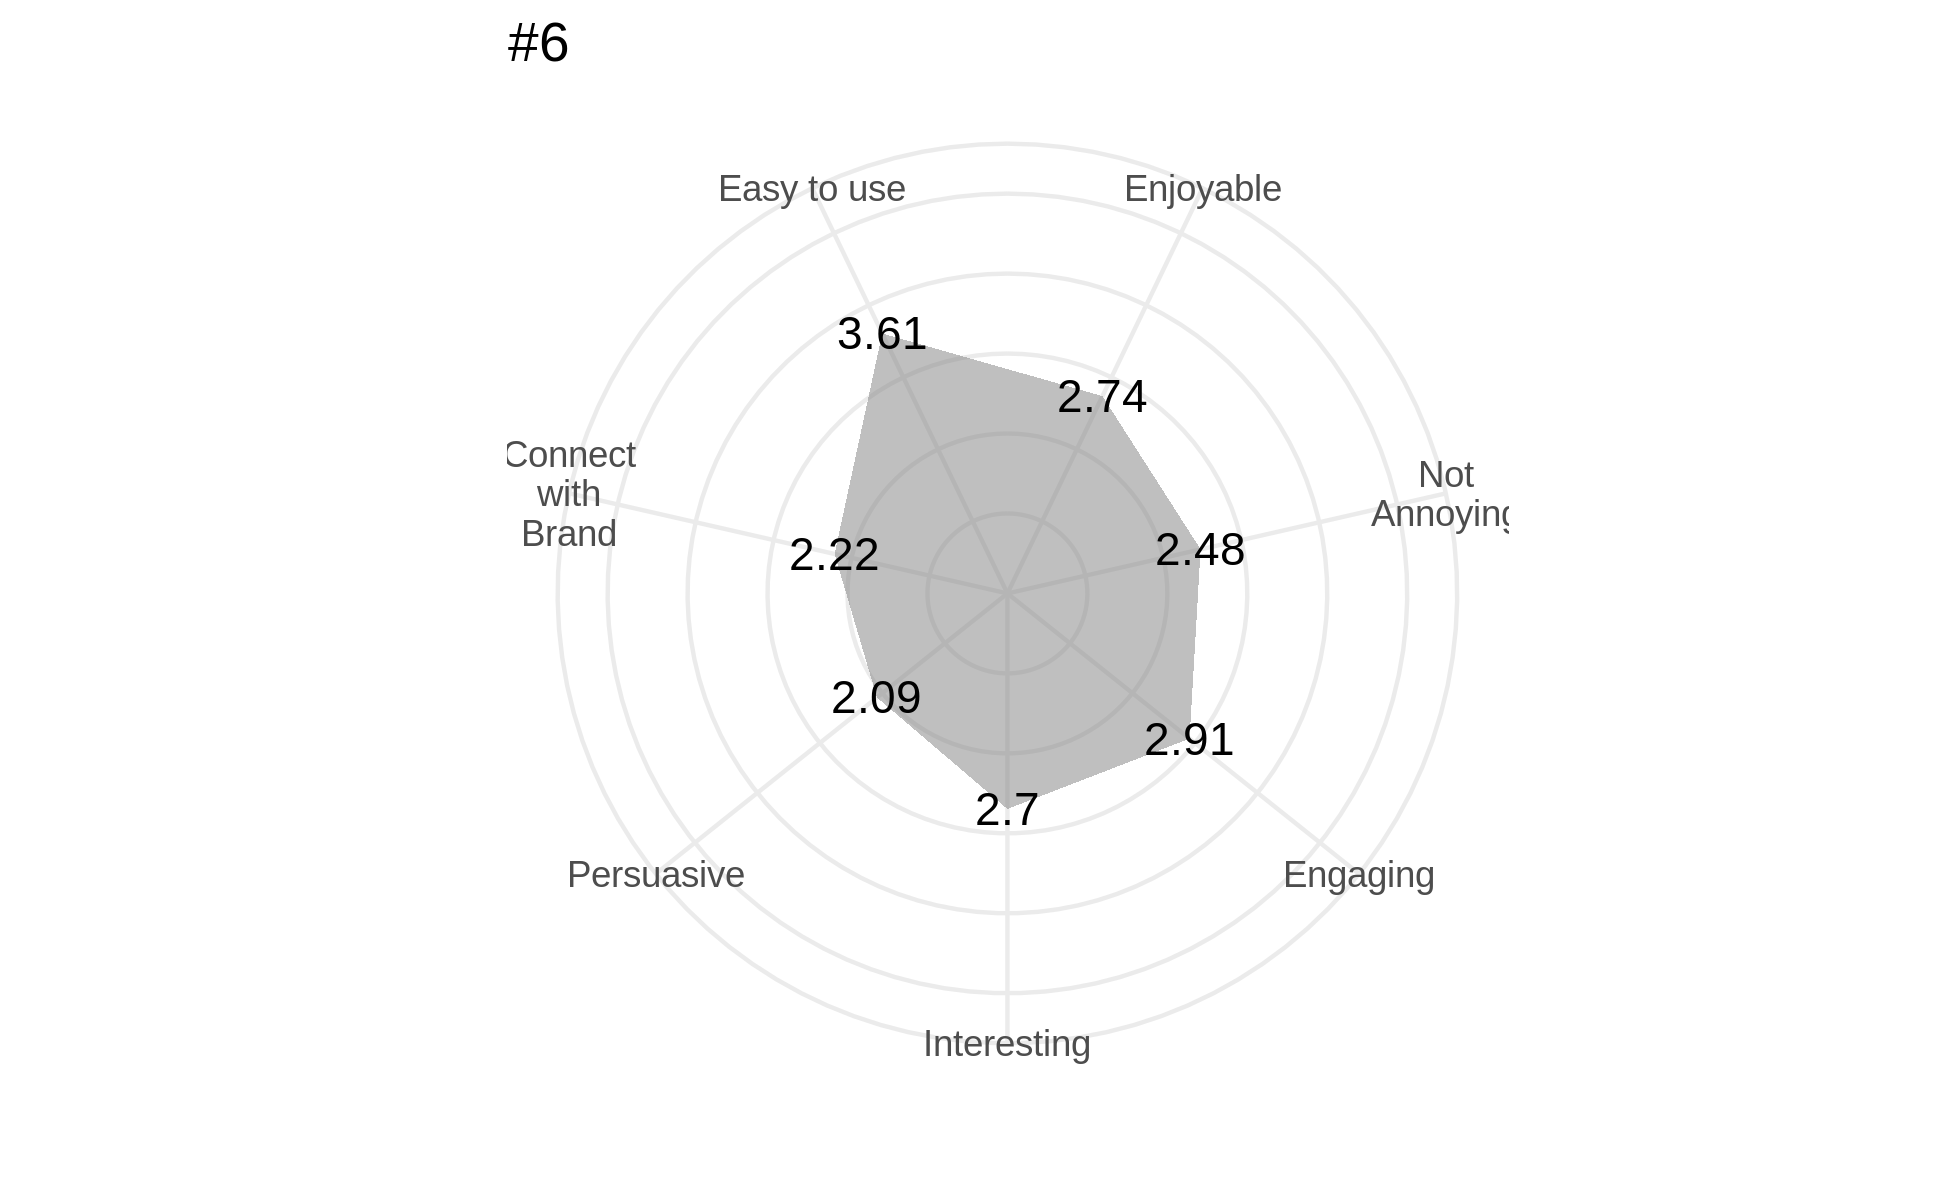 #6
Easy to use
Enjoyable
3.61
2.74
Connect
with
Brand
Not
Annoying
2.22
2.48
2.09
2.91
2.7
Persuasive
Engaging
Interesting